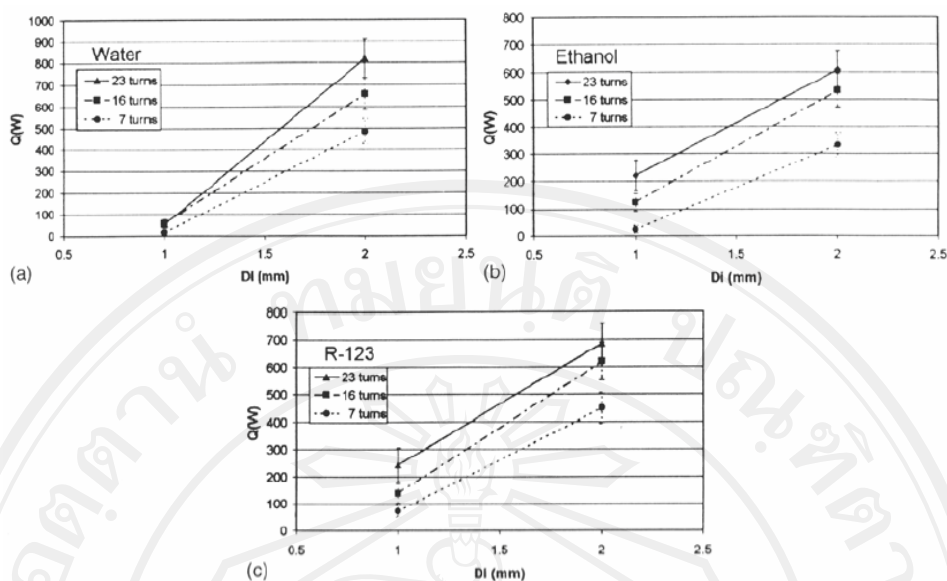 Water
23 turns
16 turns
7 turns
Q(W)
1000
900
800
700
600
500
400
300
200
100
0
0.5
1
1.5
2
2.5
DI (mm)
(a)
Ethanol
23 turns
16 turns
7 turns
Q(W)
800
700
600
500
400
300
200
100
0
0.5
1
1.5
2
2.5
DI (mm)
(b)
R-123
23 turns
16 turns
7 turns
Q(W)
800
700
600
500
400
300
200
100
0
0.5
1
1.5
2
2.5
DI (mm)
(c)